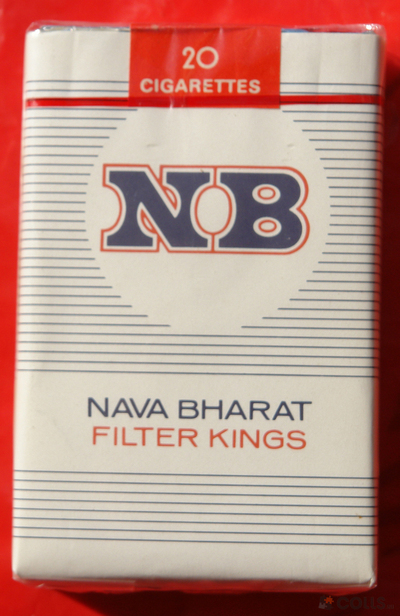 20
CIGARETTES
NB
NAVA BHARAT
FILTER KINGS